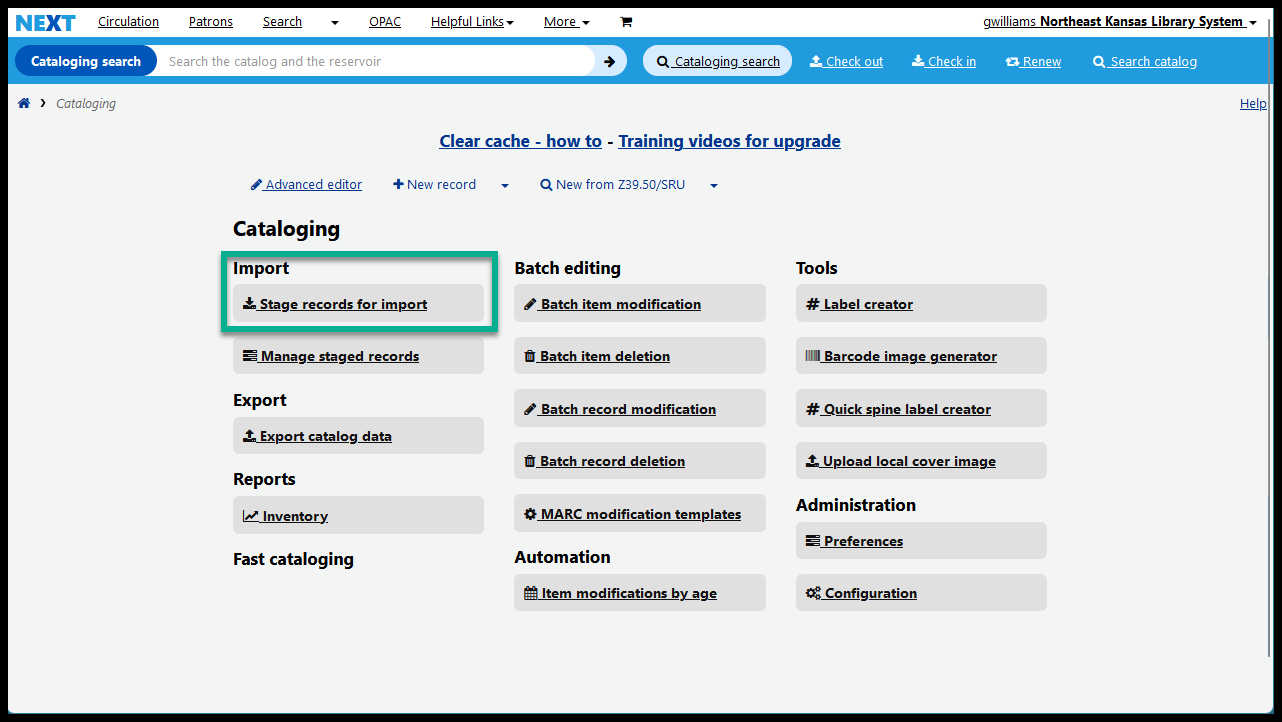 NEXT Circulation Patrons Search OPAC Helpful Links More qwilliams Northeast Kansas Library System
Cataloging search Search the catalog and the reservoir Cataloging search Check out Check in Renew Search catalog
Cataloging Help
Clear cache - how to - Training videos for upgrade
Advanced editor New record New from Z39.50/SRU
Cataloging
Import
Stage records for import
Manage staged records
Export
Export catalog data
Reports
Inventory
Fast cataloging
Batch editing
Batch item modification
Batch item deletion
Batch record modification
Batch record deletion
MARC modification templates
Automation
Item modifications by age
Tools
Label creator
Barcode image generator
Quick spine label creator
Upload local cover image
Administration
Preferences
Configuration